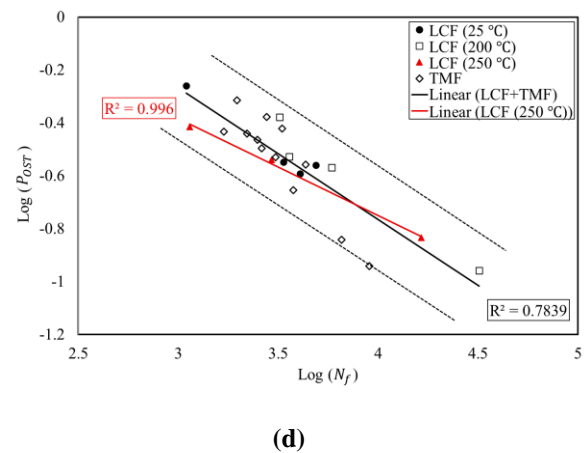 LCF (25 ℃)
LCF (200 ℃)
LCF (250 ℃)
TMF
Linear (LCF+TMF)
Linear (LCF (250 ℃))
R² = 0.996
R² = 0.7839
0
-0.2
-0.4
-0.6
-0.8
-1
-1.2
Log (P_OST)
2.5 3 3.5 4 4.5 5
Log (N_f)
(d)